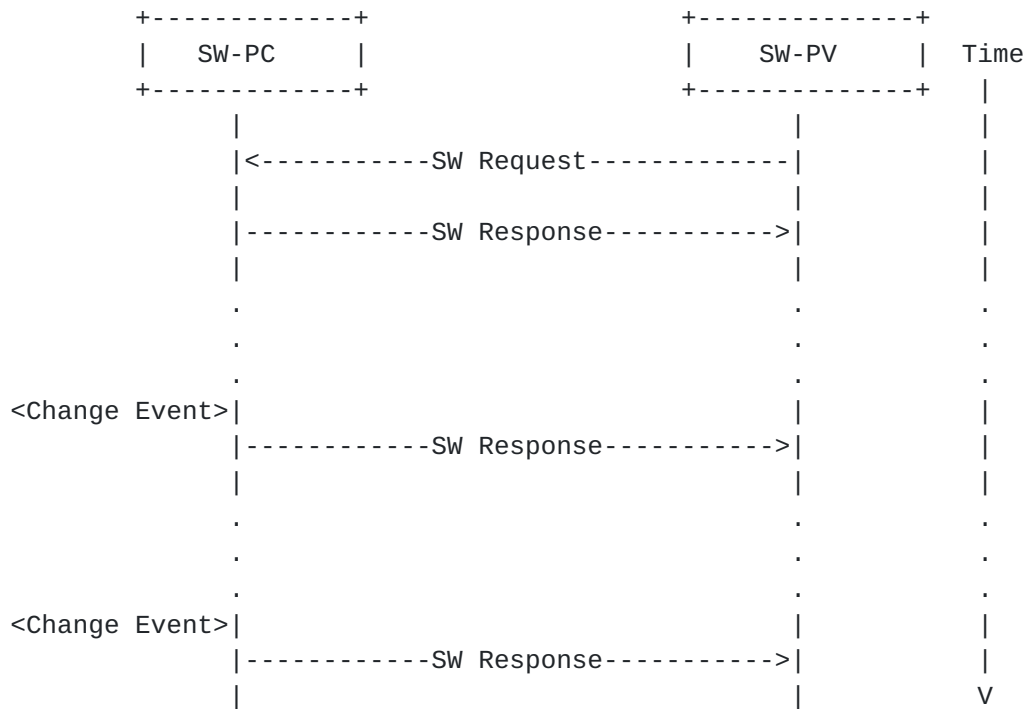 SW-PC SW-PV Time
SW Request
SW Response
<Change Event>
SW Response
<Change Event>
SW Response
V